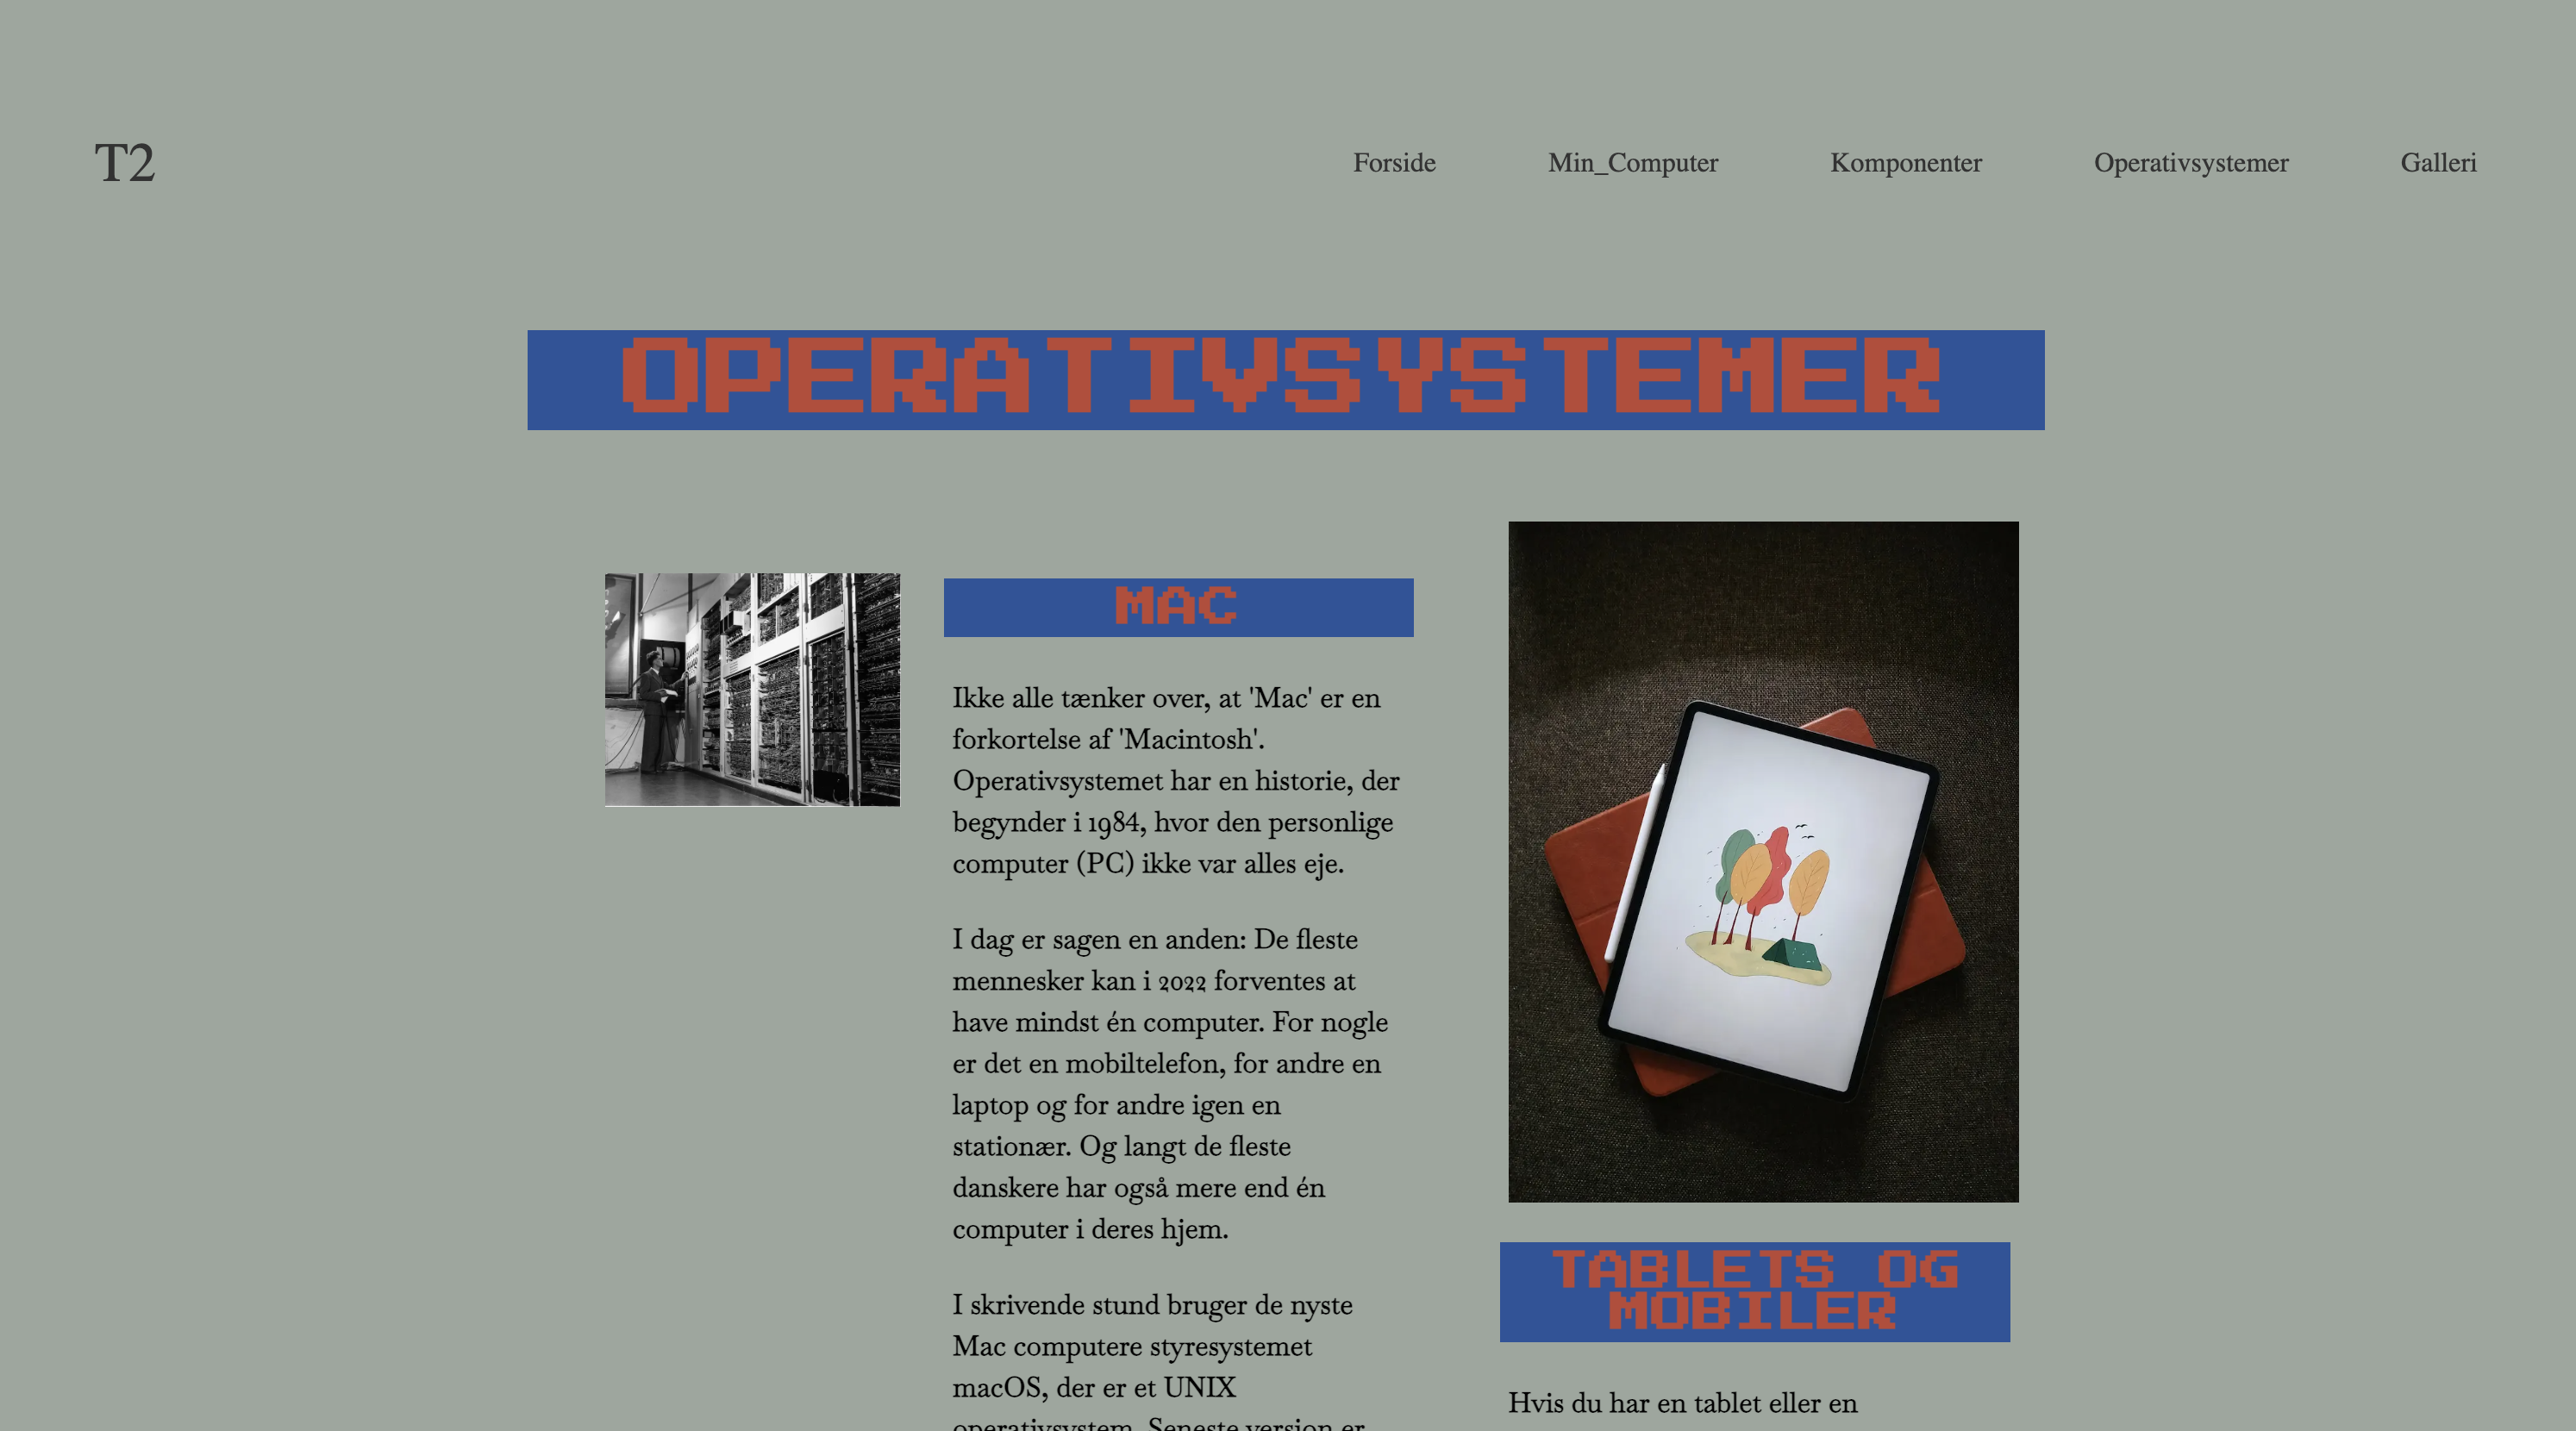 T2
Forside
Min_Computer
Komponenter
Operativsystemer
Galleri
OPERATIVSYSTEMER
MAC
Ikke alle tænker over, at 'Mac' er en
forkortelse af 'Macintosh'.
Operativsystemet har en historie, der
begynder i 1984, hvor den personlige
computer (PC) ikke var alles eje.
I dag er sagen en anden: De fleste
mennesker kan i 2022 forventes at
have mindst én computer. For nogle
er det en mobiltelefon, for andre en
laptop og for andre igen en
stationær. Og langt de fleste
danskere har også mere end én
computer i deres hjem.
I skrivende stund bruger de nyste
Mac computere styresystemet
macOS, der er et UNIX
operativsystem. Seneste version er
TABLETS OG
MOBILER
Hvis du har en tablet eller en